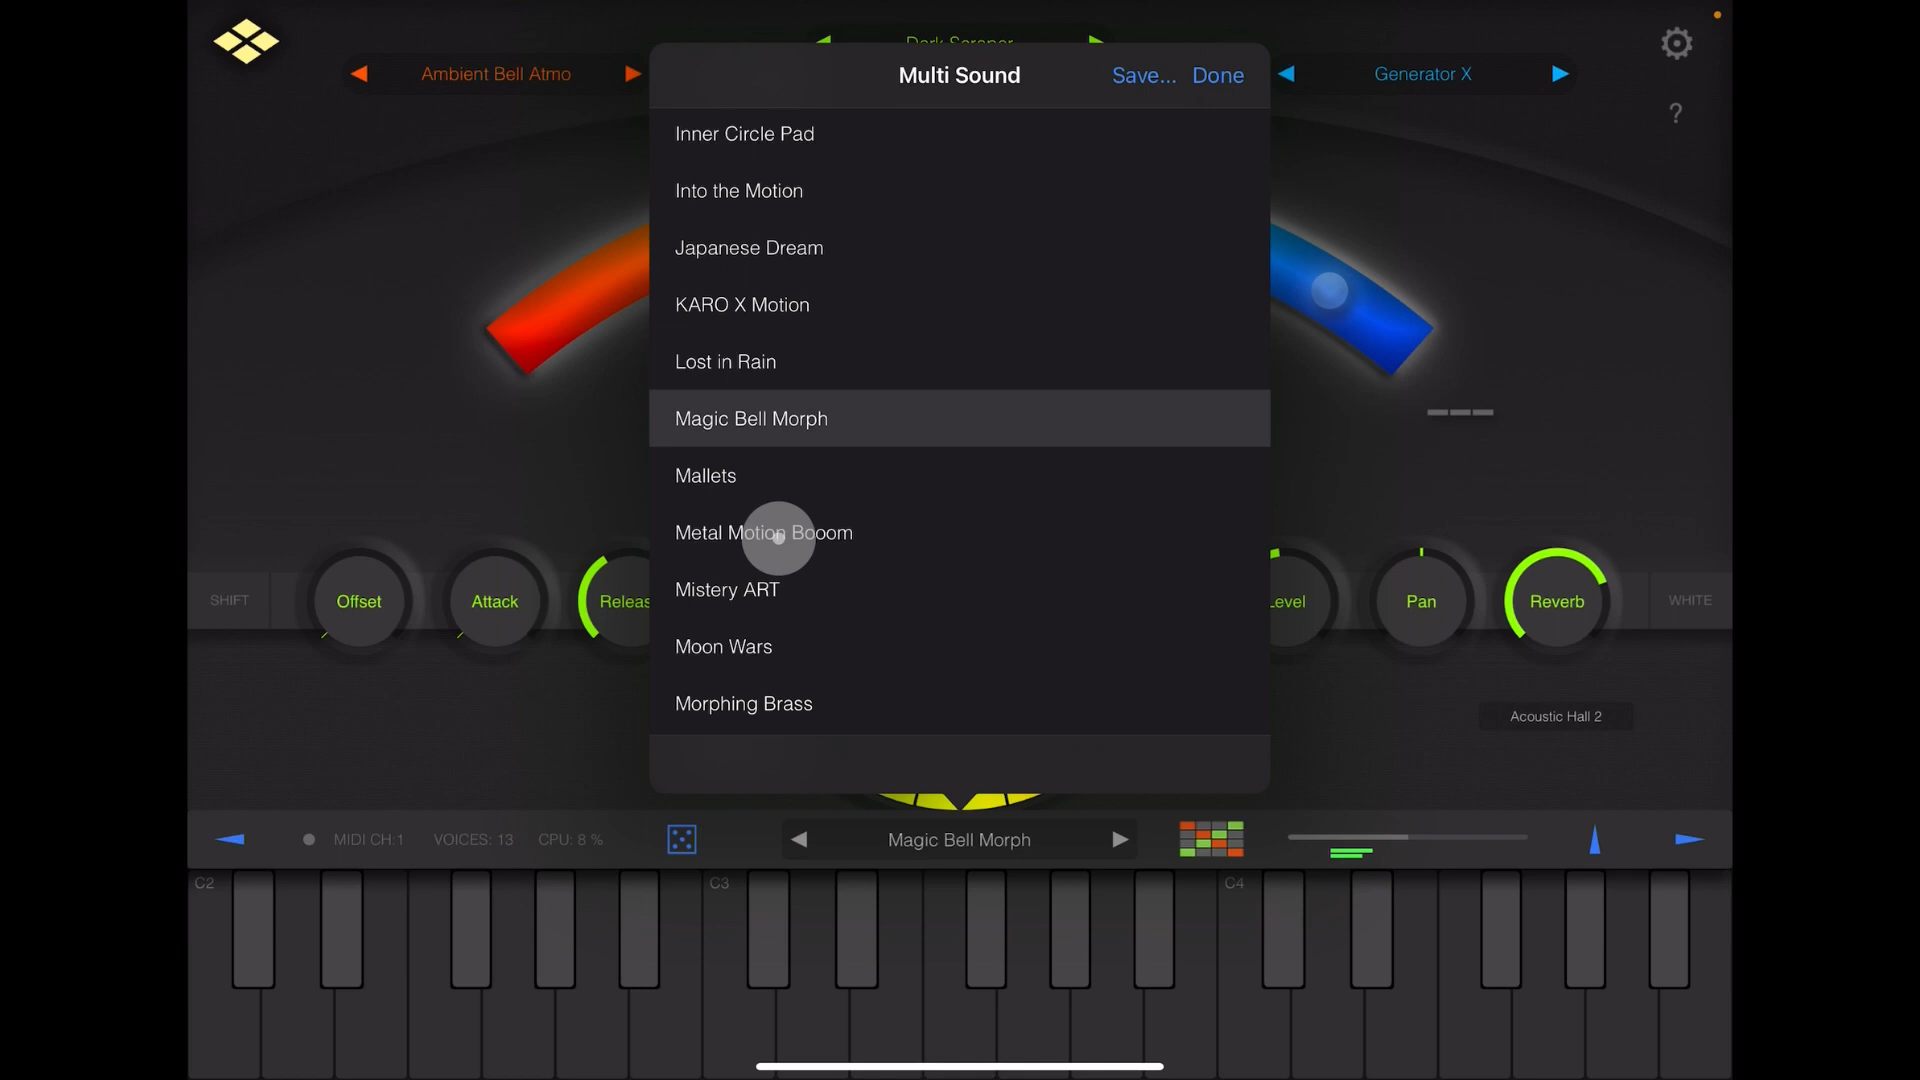 Dark Scraper
Ambient Bell Atmo
Multi Sound
Save...
Done
Generator X
?
Inner Circle Pad
Into the Motion
Japanese Dream
KARO X Motion
Lost in Rain
Magic Bell Morph
Mallets
Metal Motion Booom
Mistery ART
Moon Wars
Morphing Brass
SHIFT
Offset
Attack
Releas
Level
Pan
Reverb
WHITE
Acoustic Hall 2
MIDI CH:1
VOICES: 13
CPU: 8 %
Magic Bell Morph
C2
C3
C4